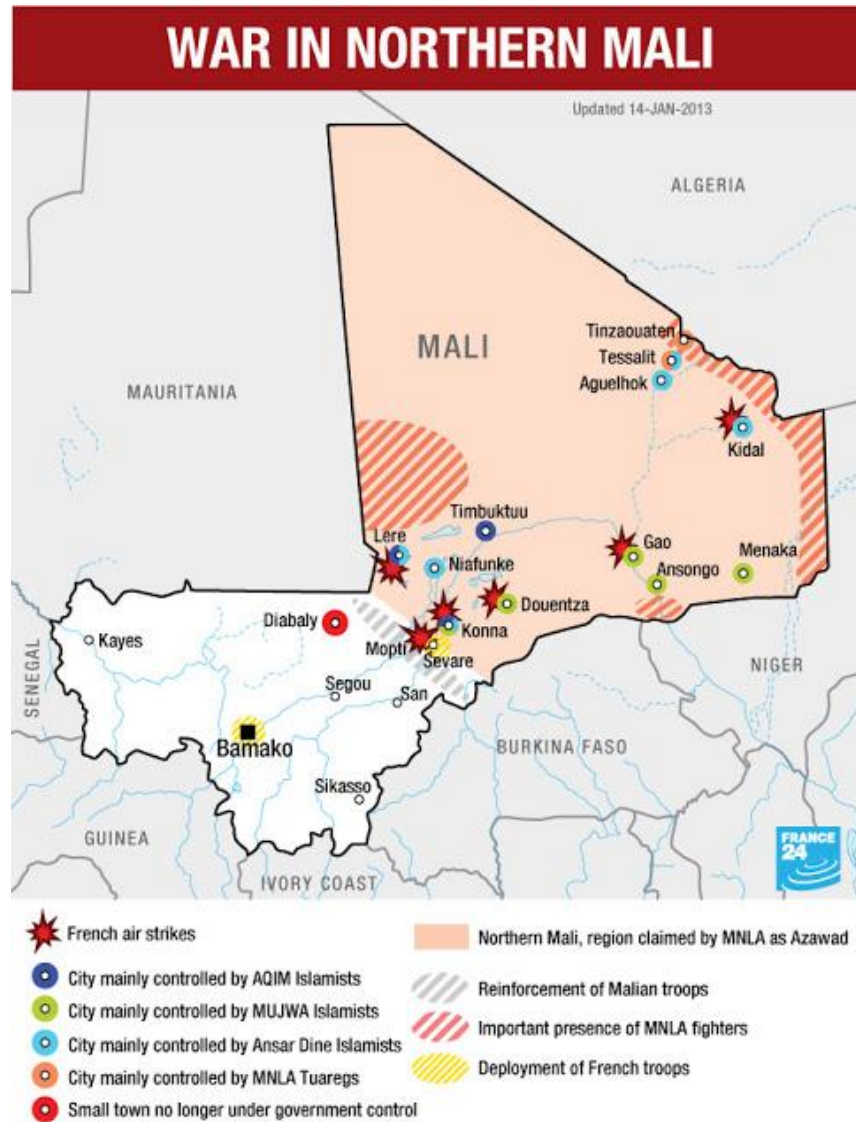 WAR IN NORTHERN MALI
Updated 14-JAN-2013
ALGERIA
MALI
Tinzaouaten
Tessalit
Aguelhok
MAURITANIA
Kidal
Timbuktuu
Lere
Gao
Menaka
Niafunke
Ansongo
Douentza
Diabaly
Konna
Kayes
Mopti
Sevare
SENEGAL
NIGER
Segou
San
Bamako
BURKINA FASO
Sikasso
GUINEA
IVORY COAST
FRANCE
24
French air strikes
City mainly controlled by AQIM Islamists
City mainly controlled by MUJWA Islamists
City mainly controlled by Ansar Dine Islamists
City mainly controlled by MNLA Tuaregs
Small town no longer under government control
Northern Mali, region claimed by MNLA as Azawad
Reinforcement of Malian troops
Important presence of MNLA fighters
Deployment of French troops